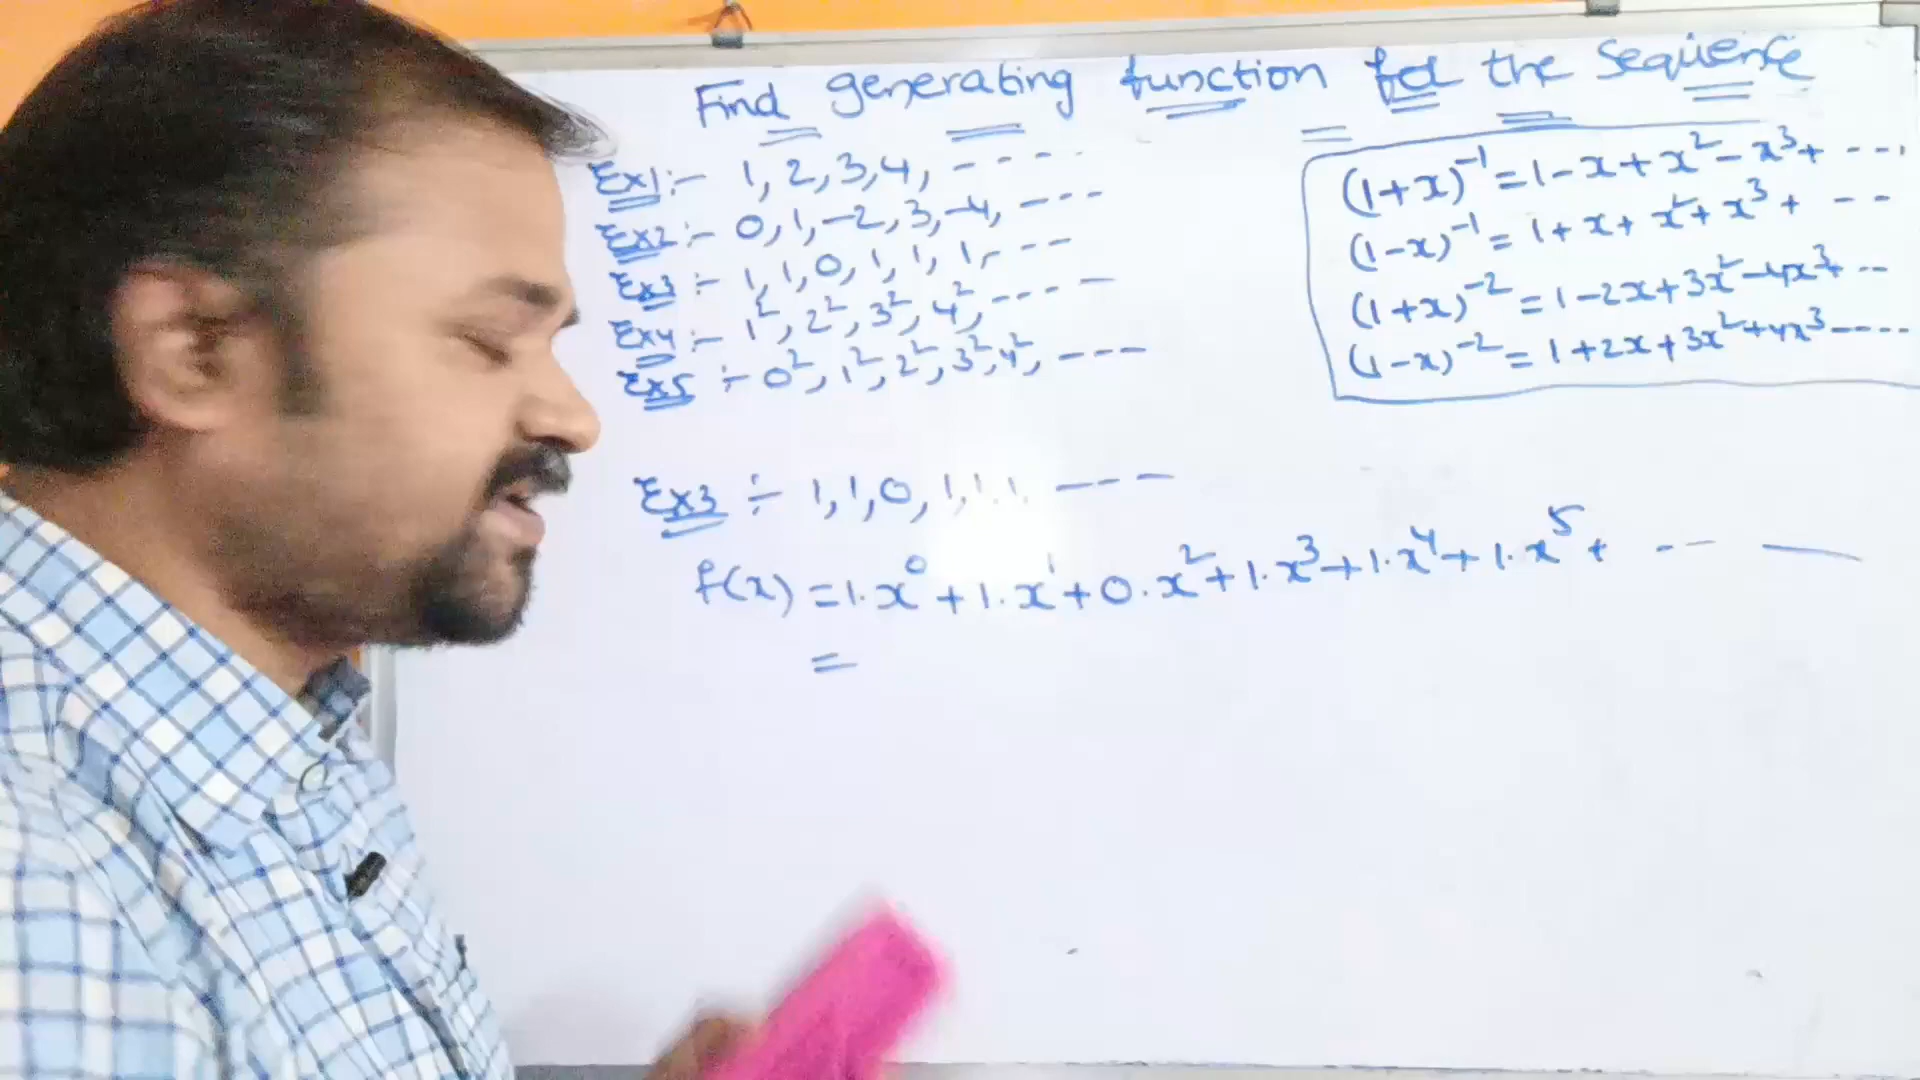 Find generating function for the Sequence
Ex1:- 1, 2, 3, 4, ----
Ex2:- 0, 1, -2, 3, -4, ---
Ex3:- 1, 1, 0, 1, 1, 1, ---
Ex4:- 1², 2², 3², 4², ----
Ex5:- 0², 1², 2², 3², 4², ---
(1+x)⁻¹ = 1-x+x²-x³+ ---
(1-x)⁻¹ = 1+x+x²+x³+ ---
(1+x)⁻² = 1-2x+3x²-4x³+--
(1-x)⁻² = 1+2x+3x²+4x³----
Ex3 ÷ 1, 1, 0, 1, 1, 1, ---
f(x) = 1·x⁰ + 1·x¹ + 0·x² + 1·x³ + 1·x⁴ + 1·x⁵ + -- —
=